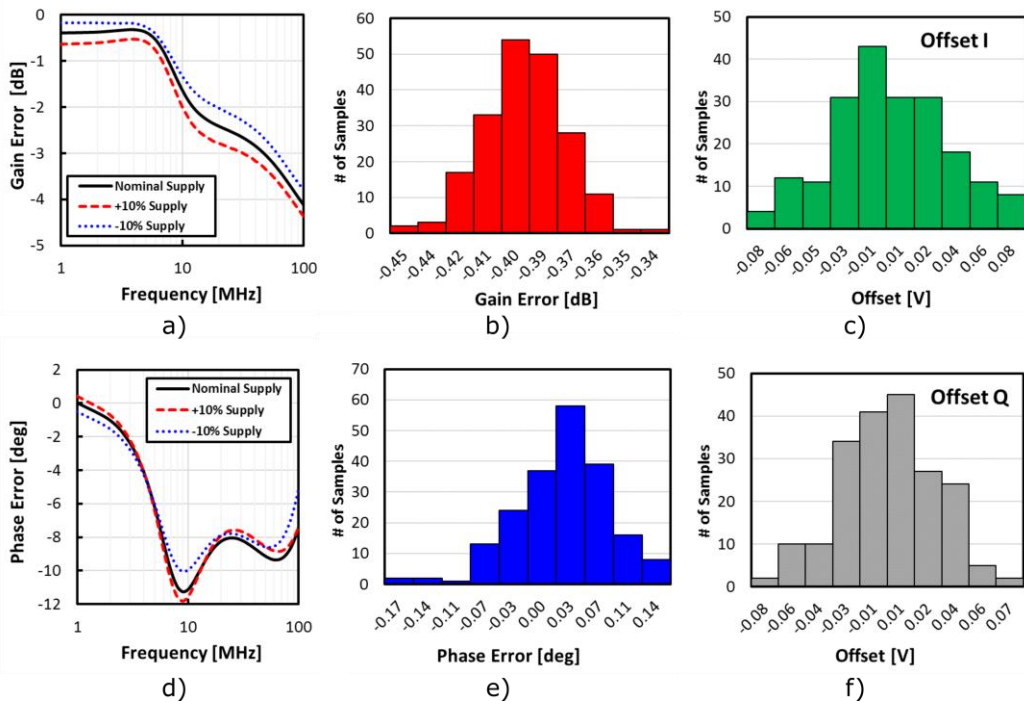 0
-1
-2
-3
-4
-5
Gain Error [dB]
Nominal Supply
+10% Supply
-10% Supply
1 10 100
Frequency [MHz]
a)
60
50
40
30
20
10
0
# of Samples
-0.45 -0.44 -0.42 -0.41 -0.40 -0.39 -0.37 -0.36 -0.35 -0.34
Gain Error [dB]
b)
50
40
30
20
10
0
# of Samples
Offset I
-0.08 -0.06 -0.05 -0.03 -0.01 0.01 0.02 0.04 0.06 0.08
Offset [V]
c)
2
0
-2
-4
-6
-8
-10
-12
Phase Error [deg]
Nominal Supply
+10% Supply
-10% Supply
1 10 100
Frequency [MHz]
d)
70
60
50
40
30
20
10
0
# of Samples
-0.17 -0.14 -0.11 -0.07 -0.03 0.00 0.03 0.07 0.11 0.14
Phase Error [deg]
e)
50
40
30
20
10
0
# of Samples
Offset Q
-0.08 -0.06 -0.04 -0.03 -0.01 0.01 0.02 0.04 0.06 0.07
Offset [V]
f)